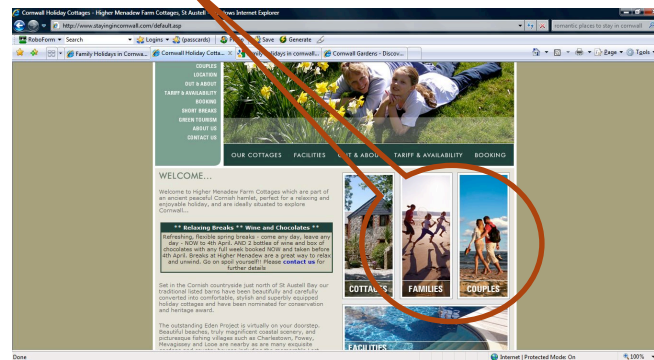 Cornwall Holiday Cottages - Higher Menadew Farm Cottages, St Austell - Windows Internet Explorer
http://www.stayingincornwall.com/default.asp
romantic places to stay in cornwall
RoboForm Search Logins (passcards) Save Generate
Family Holidays in Cornwa... Cornwall Holiday Cotta... Family holidays in cornwall... Cornwall Gardens - Discov... Page Tools
COUPLES
LOCATION
OUT & ABOUT
TARIFF & AVAILABILITY
BOOKING
SHORT BREAKS
GREEN TOURISM
ABOUT US
CONTACT US
OUR COTTAGES FACILITIES OUT & ABOUT TARIFF & AVAILABILITY BOOKING
WELCOME...
Welcome to Higher Menadew Farm Cottages which are part of
an ancient peaceful Cornish hamlet, perfect for a relaxing and
enjoyable holiday, and are ideally situated to explore
Cornwall...
** Relaxing Breaks ** Wine and Chocolates **
Refreshing, flexible spring breaks - come any day, leave any
day - NOW to 4th April. AND 2 bottles of wine and box of
chocolates with any full week booked NOW and taken before
4th April. Breaks at Higher Menadew are a great way to relax
and unwind. Go on spoil yourself!! Please contact us for
further details
Set in the Cornish countryside just north of St Austell Bay our
traditional listed barns have been beautifully and carefully
converted into comfortable, stylish and superbly equipped
holiday cottages and have been nominated for conservation
and heritage award.
The outstanding Eden Project is virtually on your doorstep.
Beautiful beaches, truly magnificent coastal scenery, and
picturesque fishing villages such as Charlestown, Fowey,
Mevagissey and Looe are nearby as are many exquisite
COTTAGES FAMILIES COUPLES
FACILITIES
Done Internet | Protected Mode: On 100%